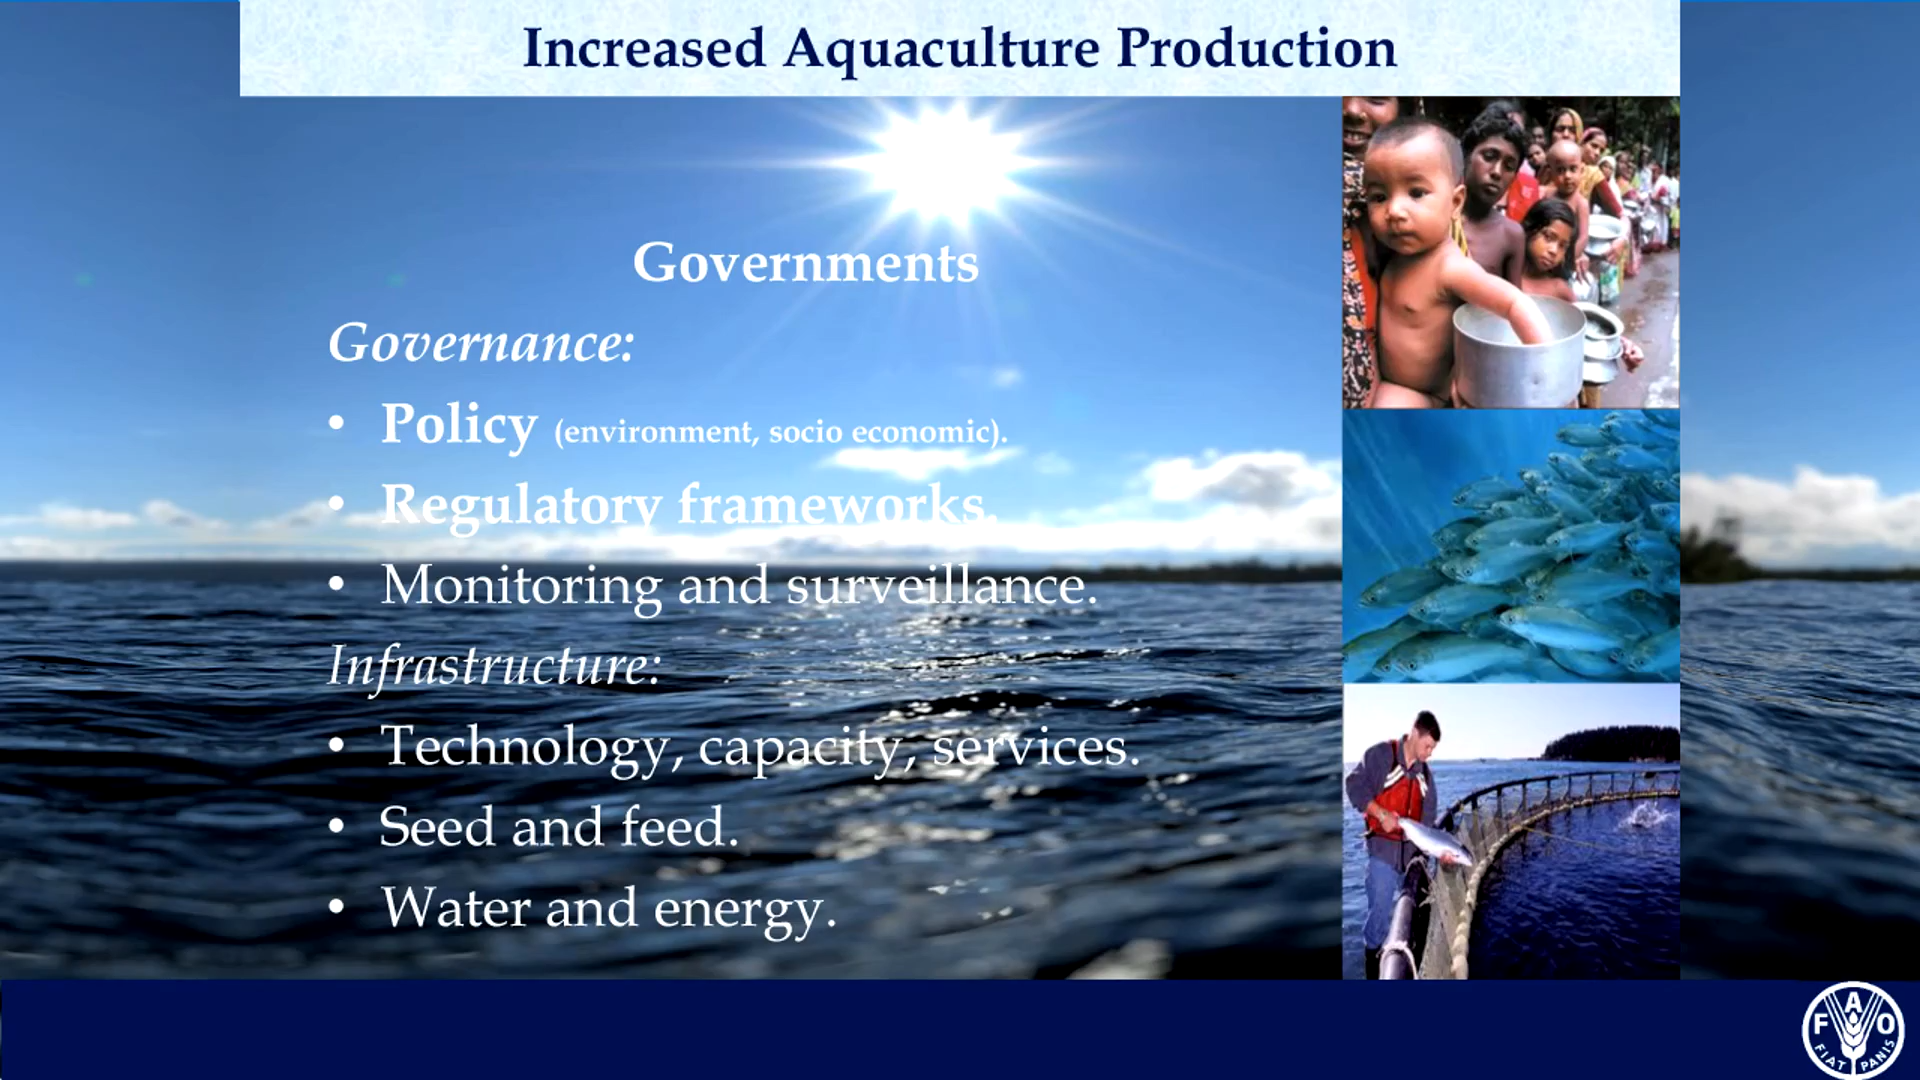 Increased Aquaculture Production
Governments
Governance:
• Policy (environment, socio economic).
• Regulatory frameworks.
• Monitoring and surveillance.
Infrastructure:
• Technology, capacity, services.
• Seed and feed.
• Water and energy.
FAO
FIAT PANIS